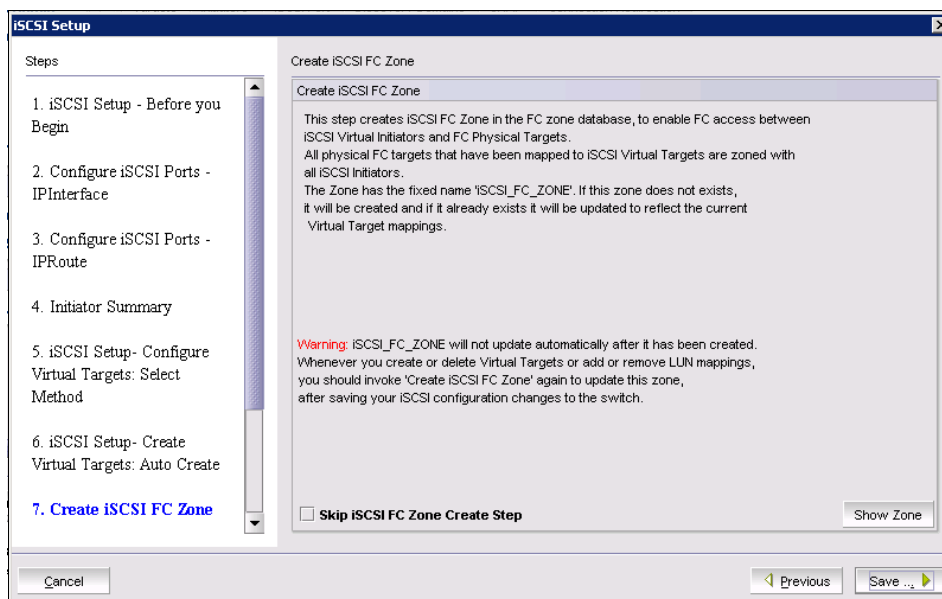 iSCSI Setup
Steps
1. iSCSI Setup - Before you
Begin
2. Configure iSCSI Ports -
IPInterface
3. Configure iSCSI Ports -
IPRoute
4. Initiator Summary
5. iSCSI Setup- Configure
Virtual Targets: Select
Method
6. iSCSI Setup- Create
Virtual Targets: Auto Create
7. Create iSCSI FC Zone
Create iSCSI FC Zone
Create iSCSI FC Zone
This step creates iSCSI FC Zone in the FC zone database, to enable FC access between
iSCSI Virtual Initiators and FC Physical Targets.
All physical FC targets that have been mapped to iSCSI Virtual Targets are zoned with
all iSCSI Initiators.
The Zone has the fixed name 'iSCSI_FC_ZONE'. If this zone does not exists,
it will be created and if it already exists it will be updated to reflect the current
Virtual Target mappings.
Warning: iSCSI_FC_ZONE will not update automatically after it has been created.
Whenever you create or delete Virtual Targets or add or remove LUN mappings,
you should invoke 'Create iSCSI FC Zone' again to update this zone,
after saving your iSCSI configuration changes to the switch.
Skip iSCSI FC Zone Create Step
Show Zone
Cancel
Previous
Save ...